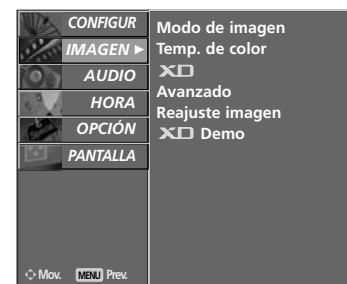 CONFIGUR
IMAGEN ►
AUDIO
HORA
OPCIÓN
PANTALLA
Mov. MENU Prev.
Modo de imagen
Temp. de color
XD
Avanzado
Reajuste imagen
XD Demo